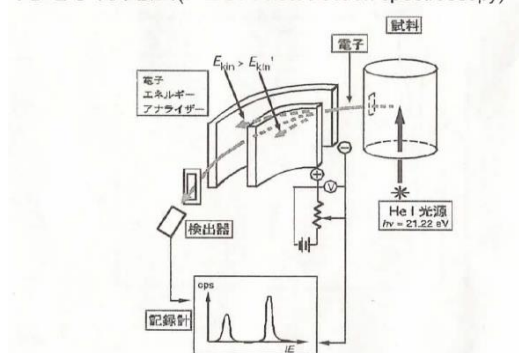 試料
電子
E_kin > E_kin'
電子
エネルギー
アナライザー
⊖
⊕
V
He I 光源
hν = 21.22 eV
検出器
cps
記録計
IE